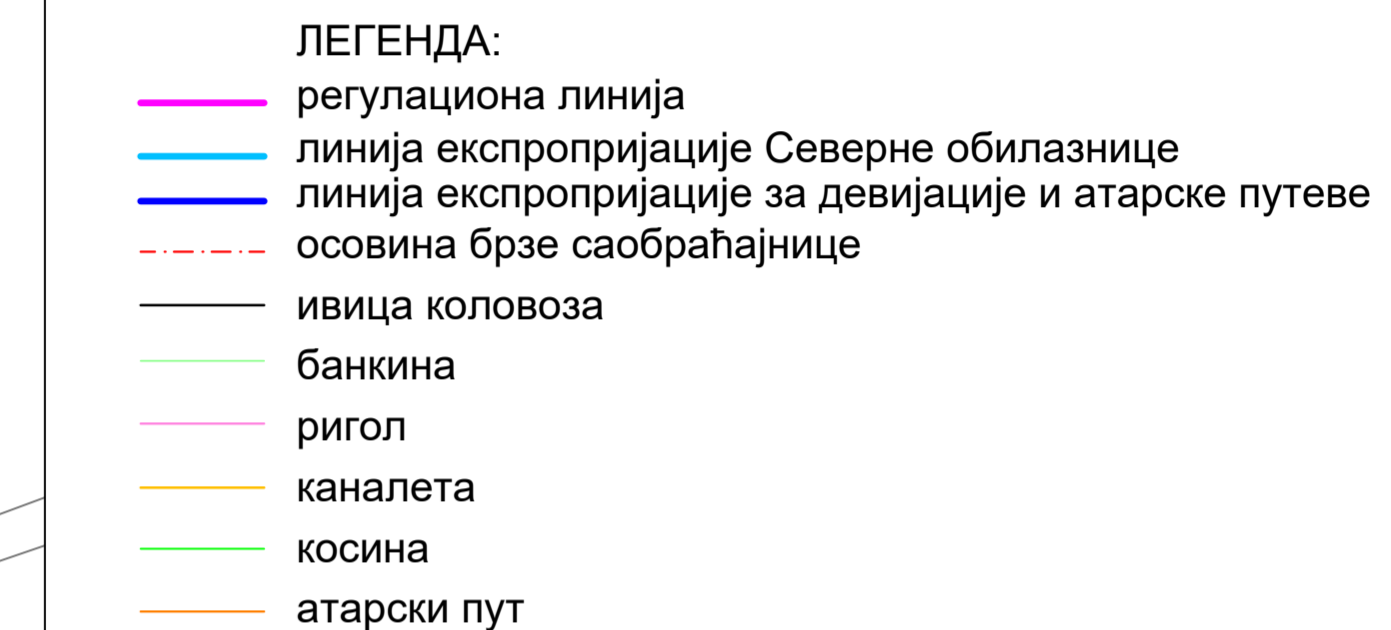 ЛЕГЕНДА:
регулациона линија
линија експропријације Северне обилазнице
линија експропријације за девијације и атарске путеве
осовина брзе саобраћајнице
ивица коловоза
банкина
ригол
каналета
косина
атарски пут